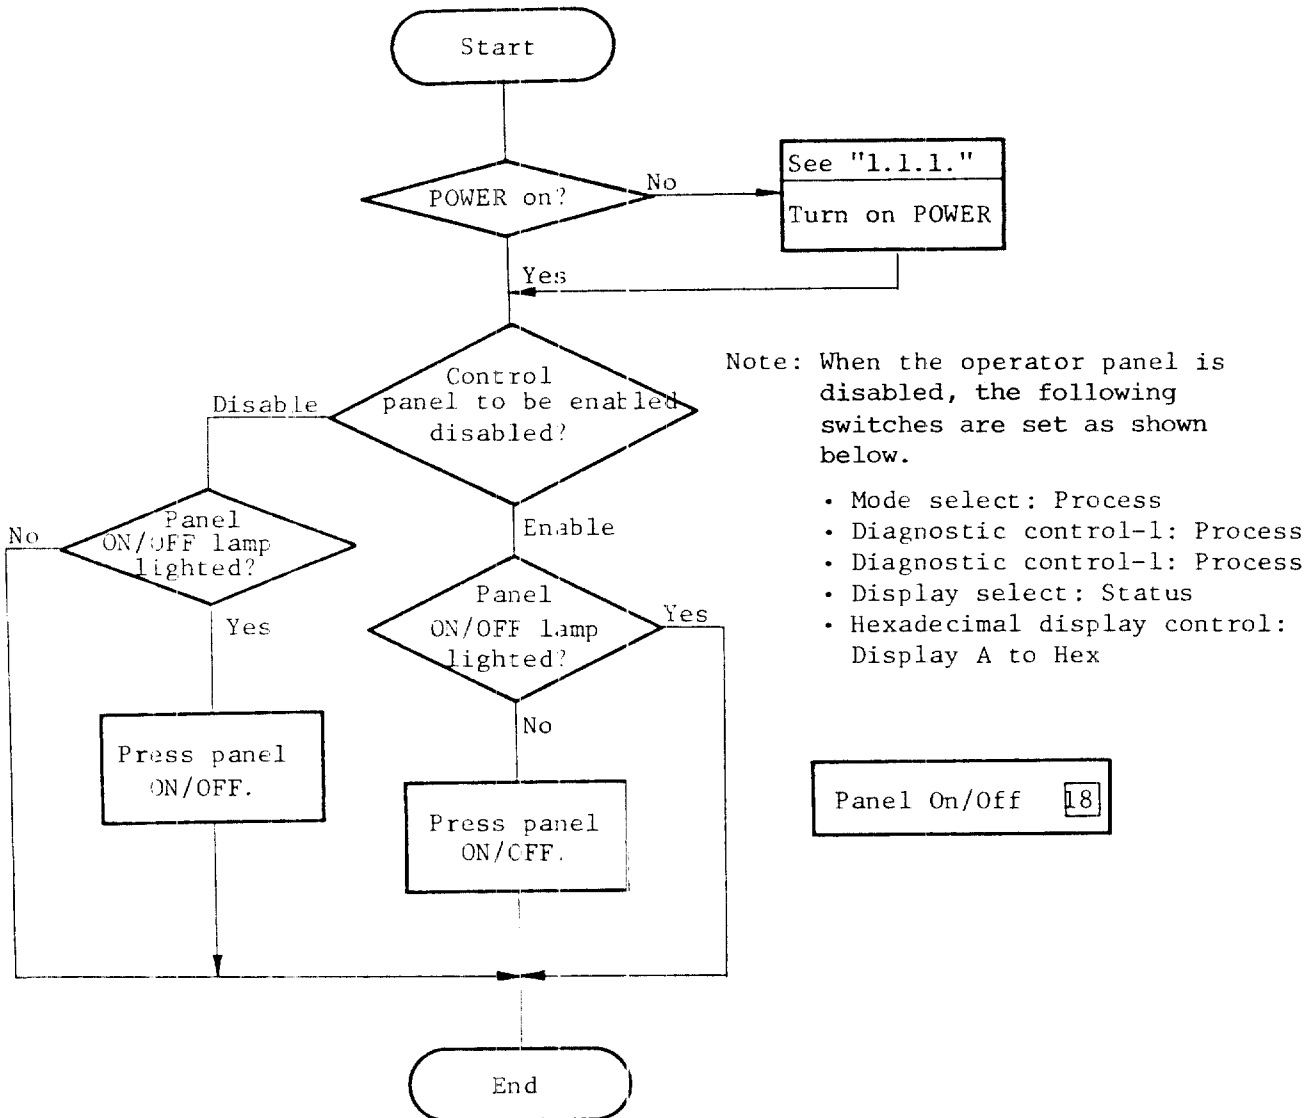 Start
POWER on?
No
See "1.1.1."
Turn on POWER
Yes
Control
panel to be enabled
disabled?
Disable
Enable
Note: When the operator panel is
disabled, the following
switches are set as shown
below.
• Mode select: Process
• Diagnostic control-1: Process
• Diagnostic control-1: Process
• Display select: Status
• Hexadecimal display control:
Display A to Hex
No
Panel
ON/OFF lamp
lighted?
Yes
Panel
ON/OFF lamp
lighted?
Yes
No
Press panel
ON/OFF.
Press panel
ON/OFF.
Panel On/Off 18
End